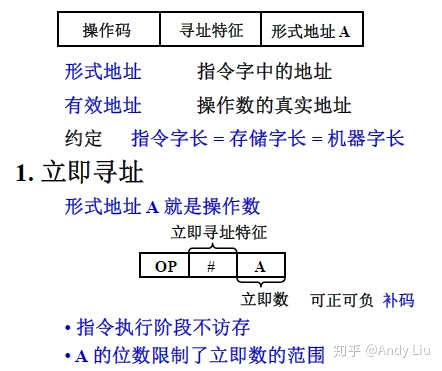 操作码 寻址特征 形式地址 A
形式地址 指令字中的地址
有效地址 操作数的真实地址
约定 指令字长 = 存储字长 = 机器字长
1. 立即寻址
形式地址 A 就是操作数
立即寻址特征
OP # A
立即数 可正可负 补码
• 指令执行阶段不访存
• A 的位数限制了立即数的范围
知乎 @Andy Liu